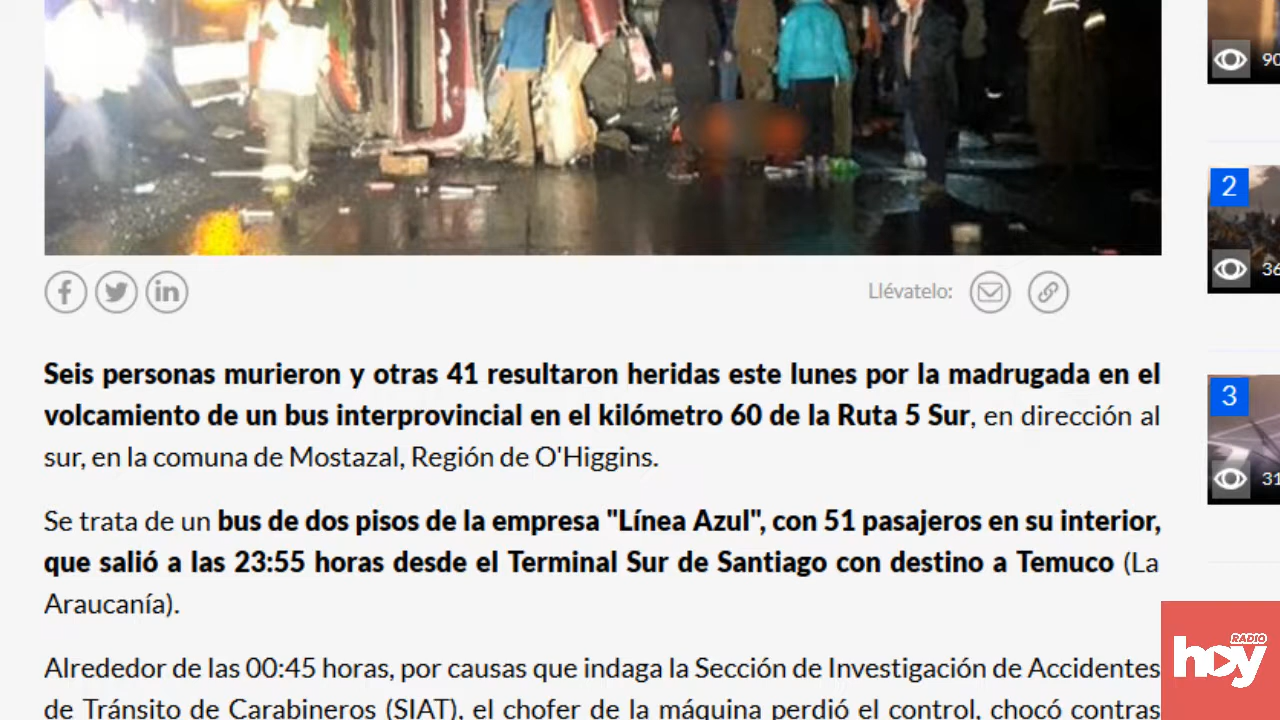 90
2
36
Llévatelo:
3
31
Seis personas murieron y otras 41 resultaron heridas este lunes por la madrugada en el
volcamiento de un bus interprovincial en el kilómetro 60 de la Ruta 5 Sur, en dirección al
sur, en la comuna de Mostazal, Región de O'Higgins.
Se trata de un bus de dos pisos de la empresa "Línea Azul", con 51 pasajeros en su interior,
que salió a las 23:55 horas desde el Terminal Sur de Santiago con destino a Temuco (La
Araucanía).
Alrededor de las 00:45 horas, por causas que indaga la Sección de Investigación de Accidentes
de Tránsito de Carabineros (SIAT), el chofer de la máquina perdió el control, chocó contras
RADIO
hoy